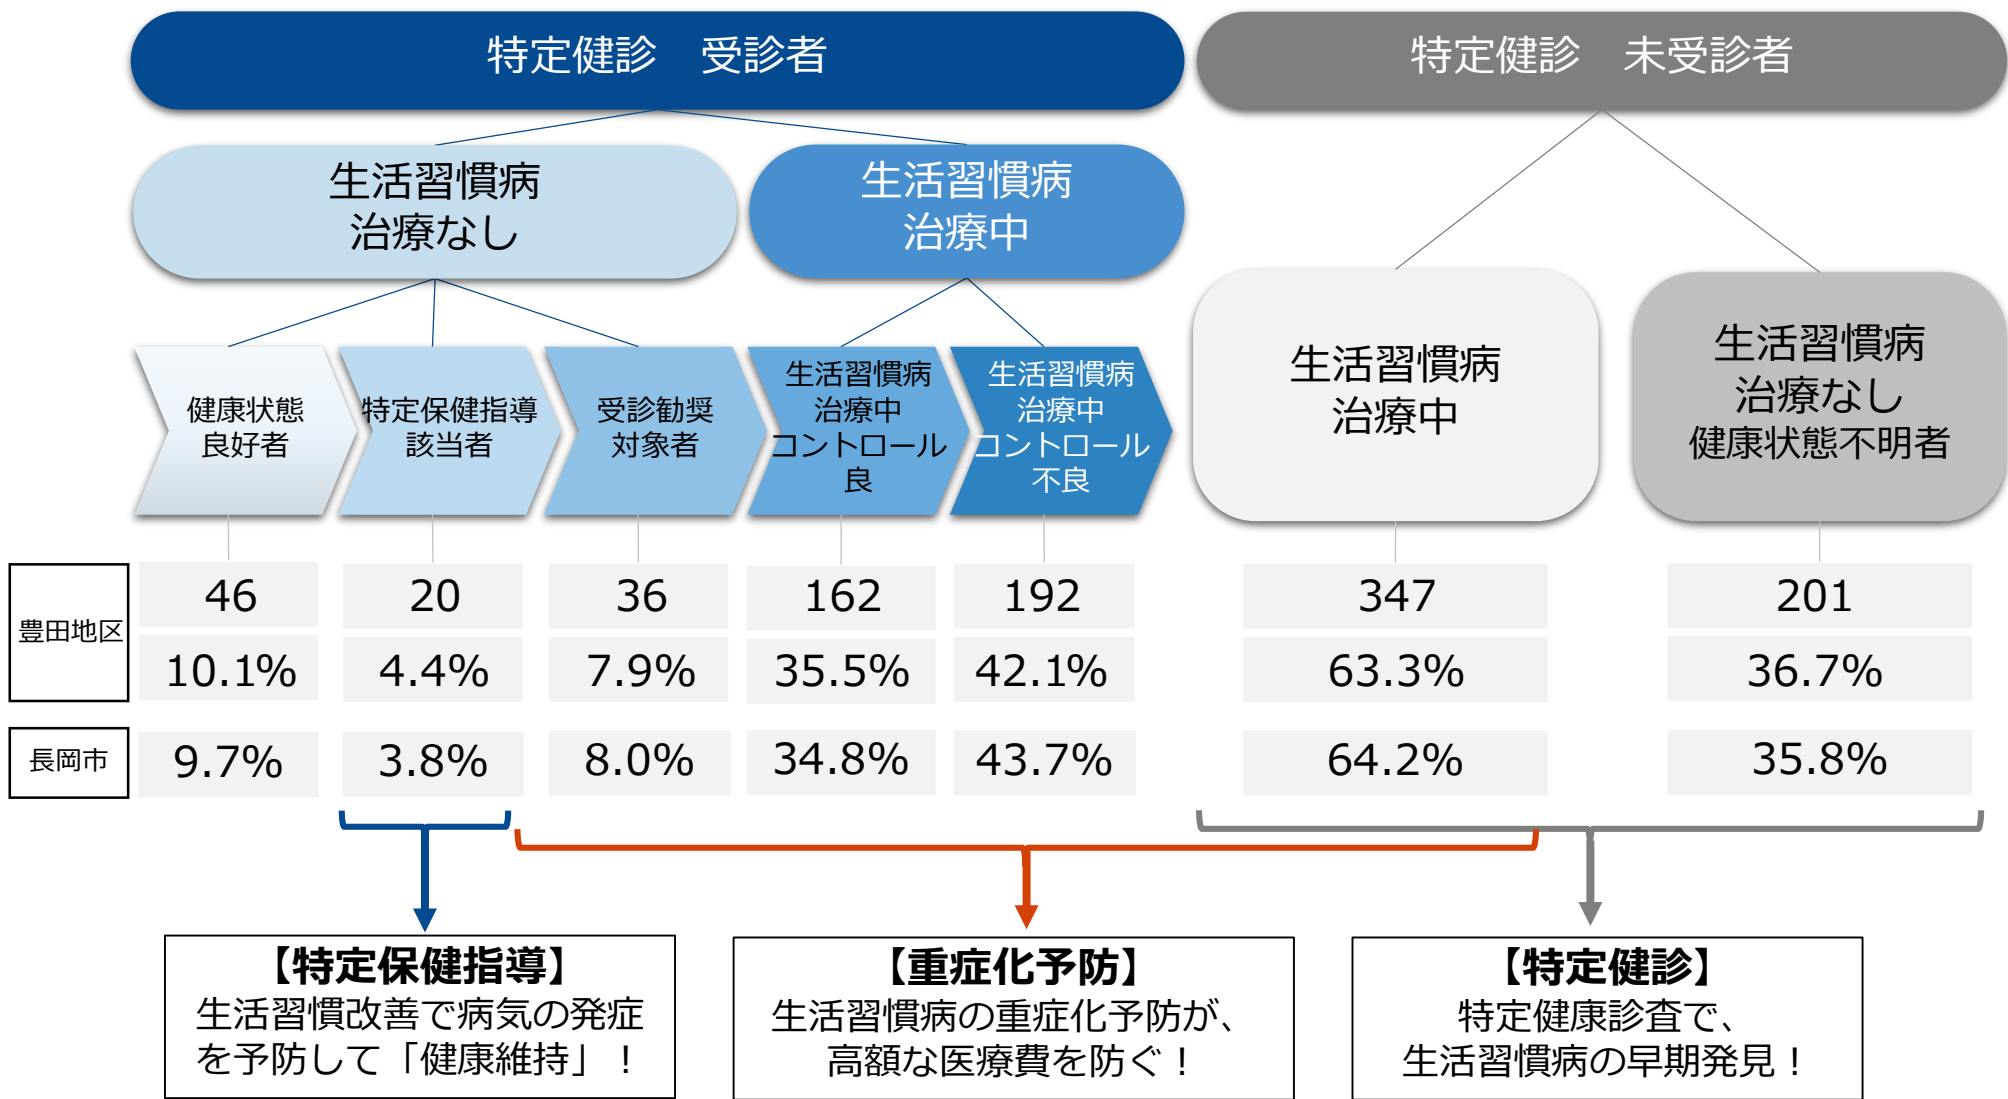 特定健診　受診者
特定健診　未受診者
生活習慣病
治療なし
生活習慣病
治療中
健康状態
良好者
特定保健指導
該当者
受診勧奨
対象者
生活習慣病
治療中
コントロール
良
生活習慣病
治療中
コントロール
不良
生活習慣病
治療中
生活習慣病
治療なし
健康状態不明者
豊田地区
46
20
36
162
192
347
201
10.1%
4.4%
7.9%
35.5%
42.1%
63.3%
36.7%
長岡市
9.7%
3.8%
8.0%
34.8%
43.7%
64.2%
35.8%
【特定保健指導】
生活習慣改善で病気の発症
を予防して「健康維持」！
【重症化予防】
生活習慣病の重症化予防が、
高額な医療費を防ぐ！
【特定健診】
特定健康診査で、
生活習慣病の早期発見！